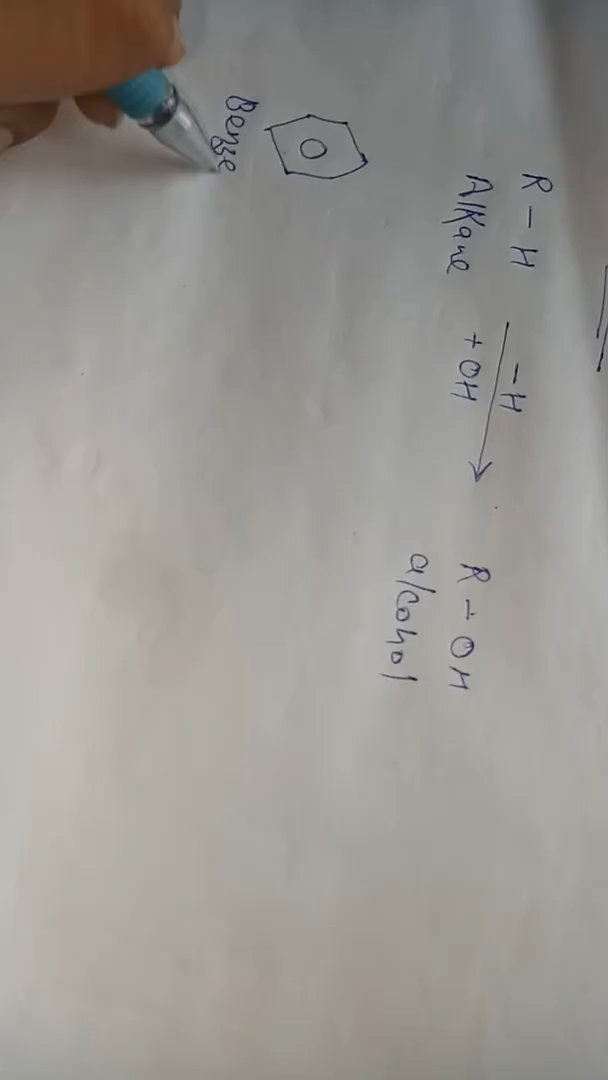 R - H
-H
R - OH
Alkane
+ OH
alcohol
Benze